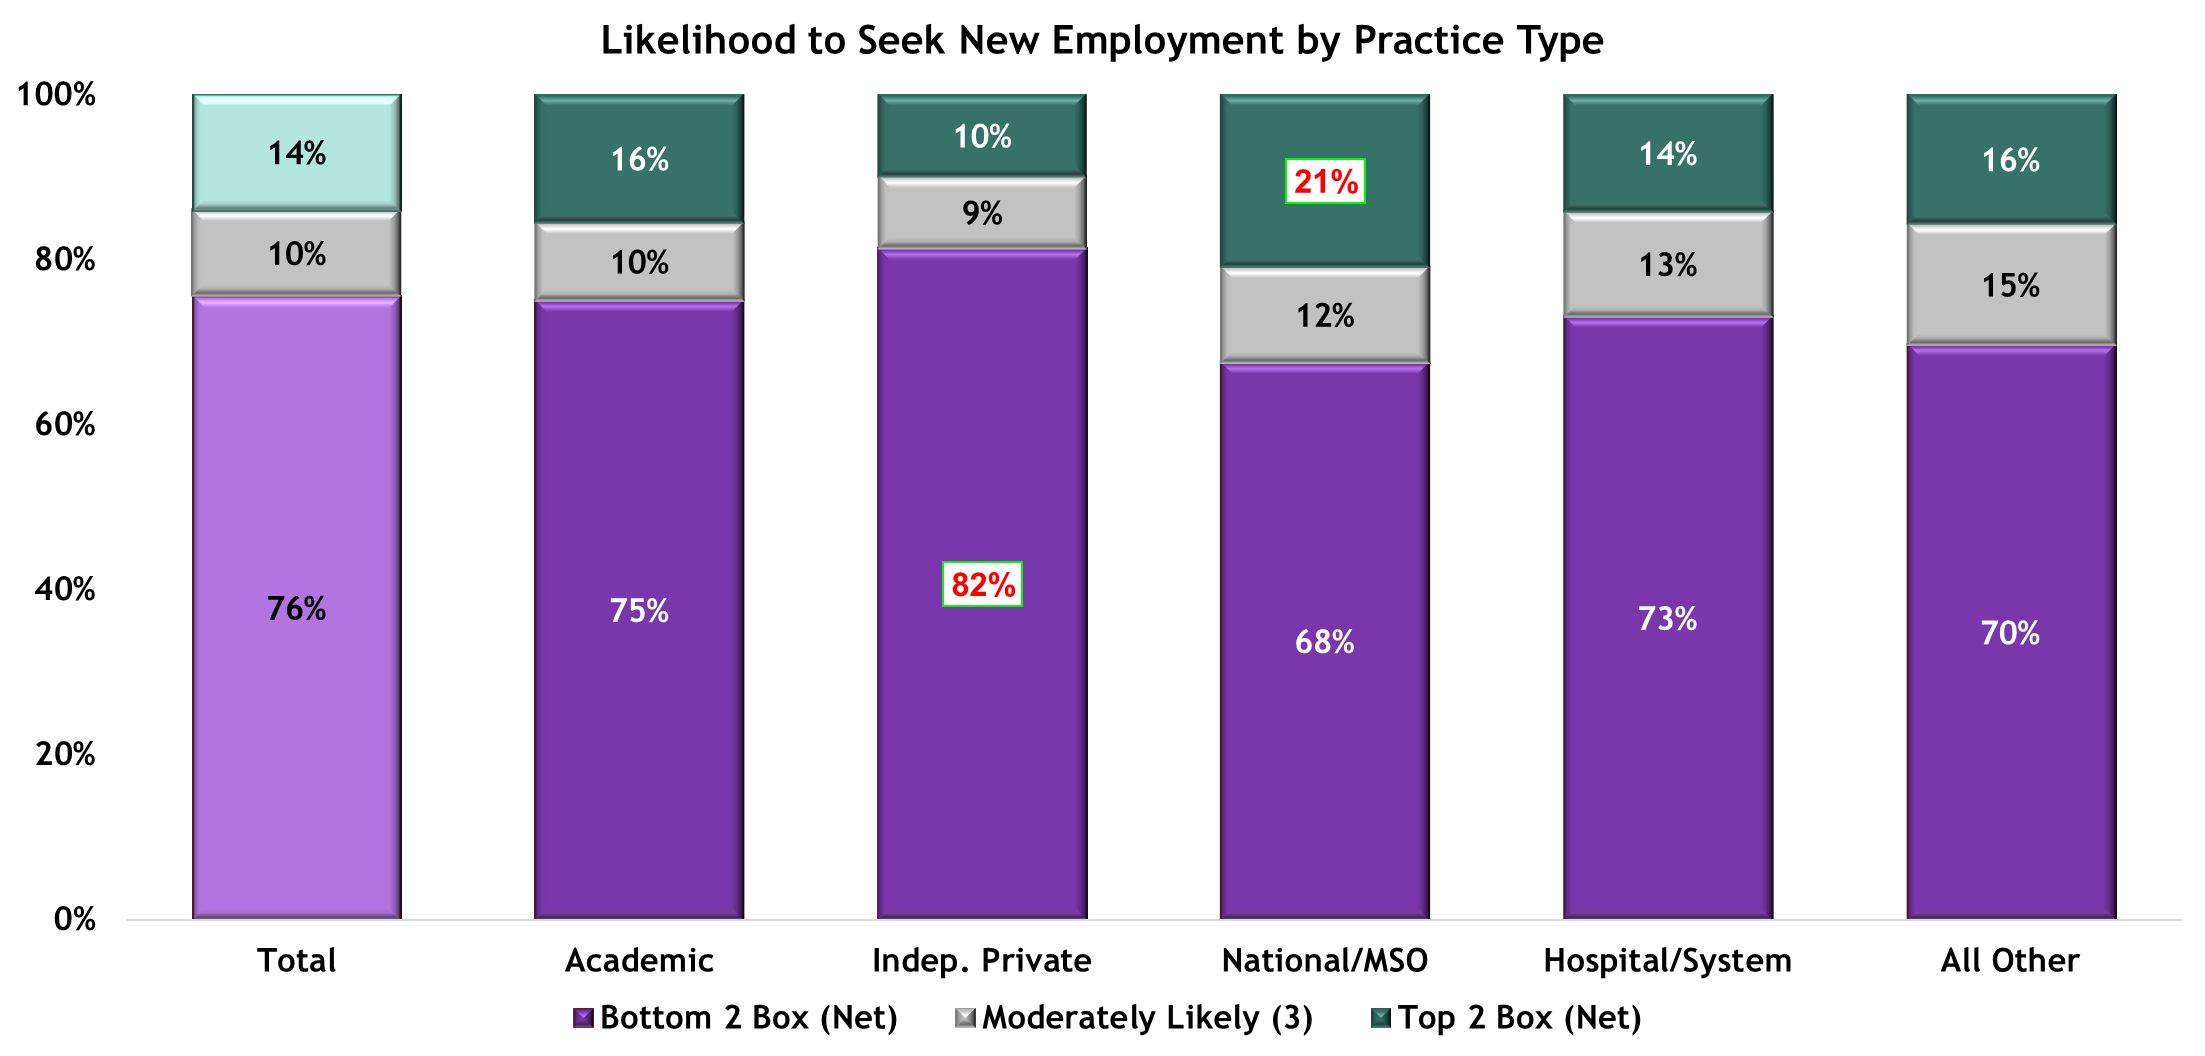 Likelihood to Seek New Employment by Practice Type
100%
80%
60%
40%
20%
0%
14%
10%
76%
16%
10%
75%
10%
9%
82%
21%
12%
68%
14%
13%
73%
16%
15%
70%
Total
Academic
Indep. Private
National/MSO
Hospital/System
All Other
Bottom 2 Box (Net)
Moderately Likely (3)
Top 2 Box (Net)